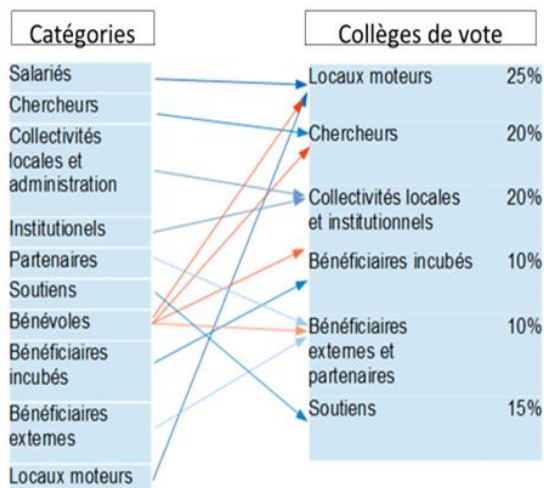 Catégories
Salariés
Chercheurs
Collectivités
locales et
administration
Institutionels
Partenaires
Soutiens
Bénévoles
Bénéficiaires
incubés
Bénéficiaires
externes
Locaux moteurs
Collèges de vote
Locaux moteurs 25%
Chercheurs 20%
Collectivités locales 20%
et institutionnels
Bénéficiaires incubés 10%
Bénéficiaires 10%
externes et
partenaires
Soutiens 15%